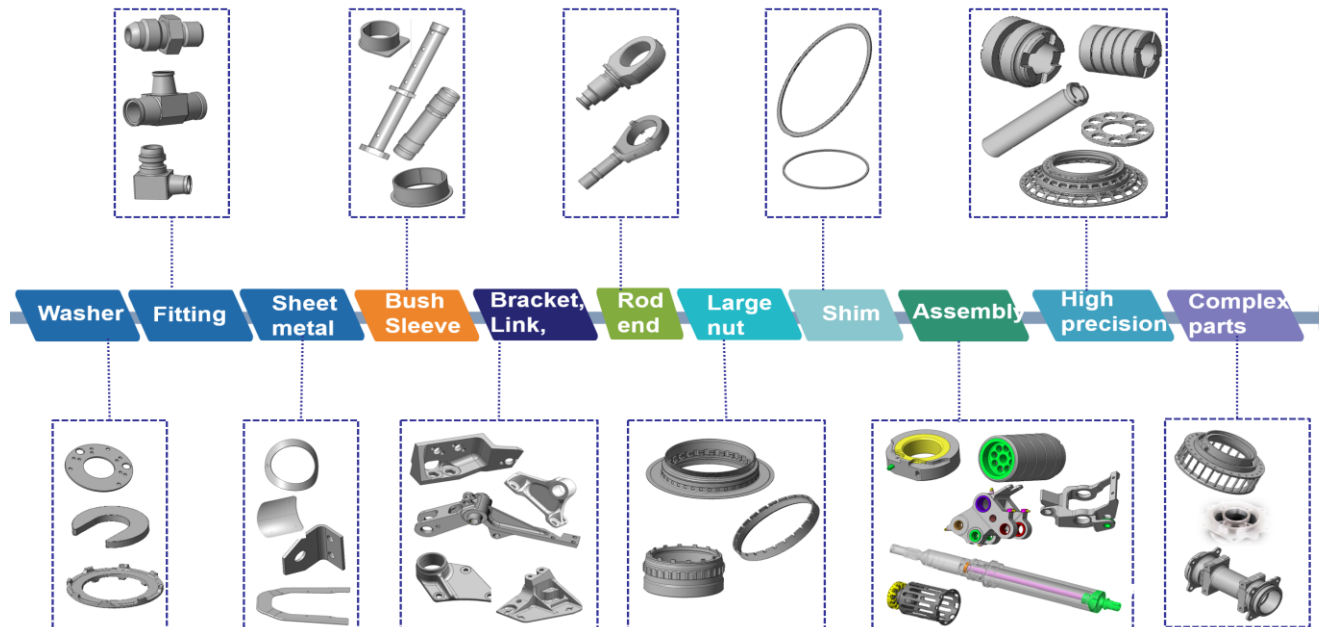 Washer
Fitting
Sheet
metal
Bush
Sleeve
Bracket,
Link,
Rod
end
Large
nut
Shim
Assembly
High
precision
Complex
parts